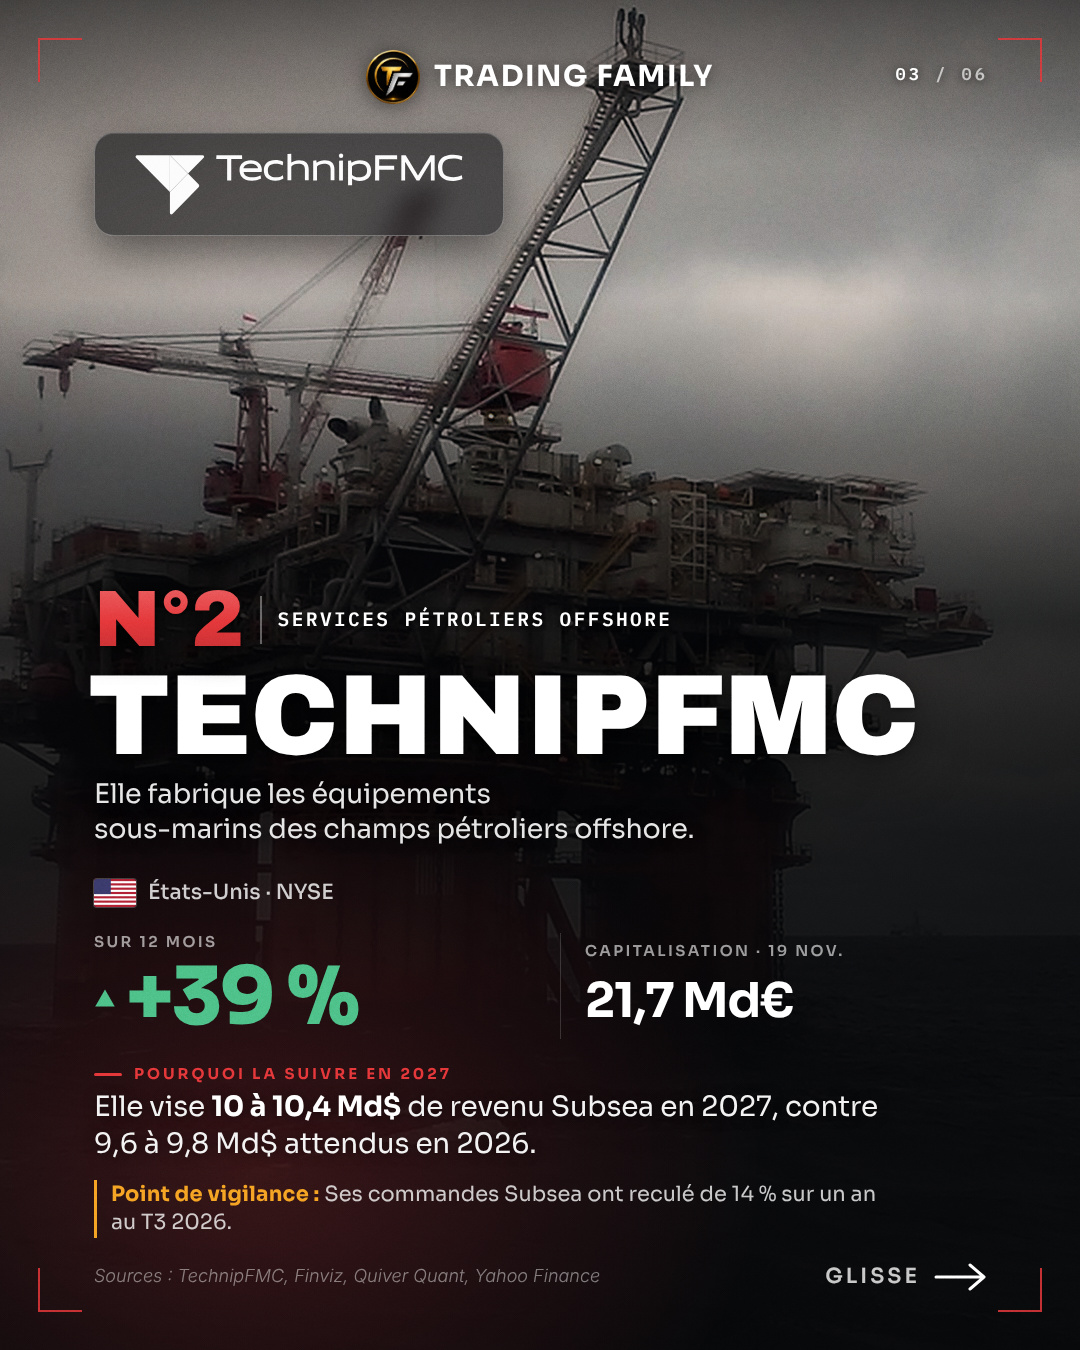 TF TRADING FAMILY
03 / 06
TechnipFMC
N°2
SERVICES PÉTROLIERS OFFSHORE
TECHNIPFMC
Elle fabrique les équipements
sous-marins des champs pétroliers offshore.
États-Unis · NYSE
SUR 12 MOIS
▲ +39 %
CAPITALISATION · 19 NOV.
21,7 Md€
POURQUOI LA SUIVRE EN 2027
Elle vise 10 à 10,4 Md$ de revenu Subsea en 2027, contre
9,6 à 9,8 Md$ attendus en 2026.
Point de vigilance : Ses commandes Subsea ont reculé de 14 % sur un an
au T3 2026.
Sources : TechnipFMC, Finviz, Quiver Quant, Yahoo Finance
GLISSE →